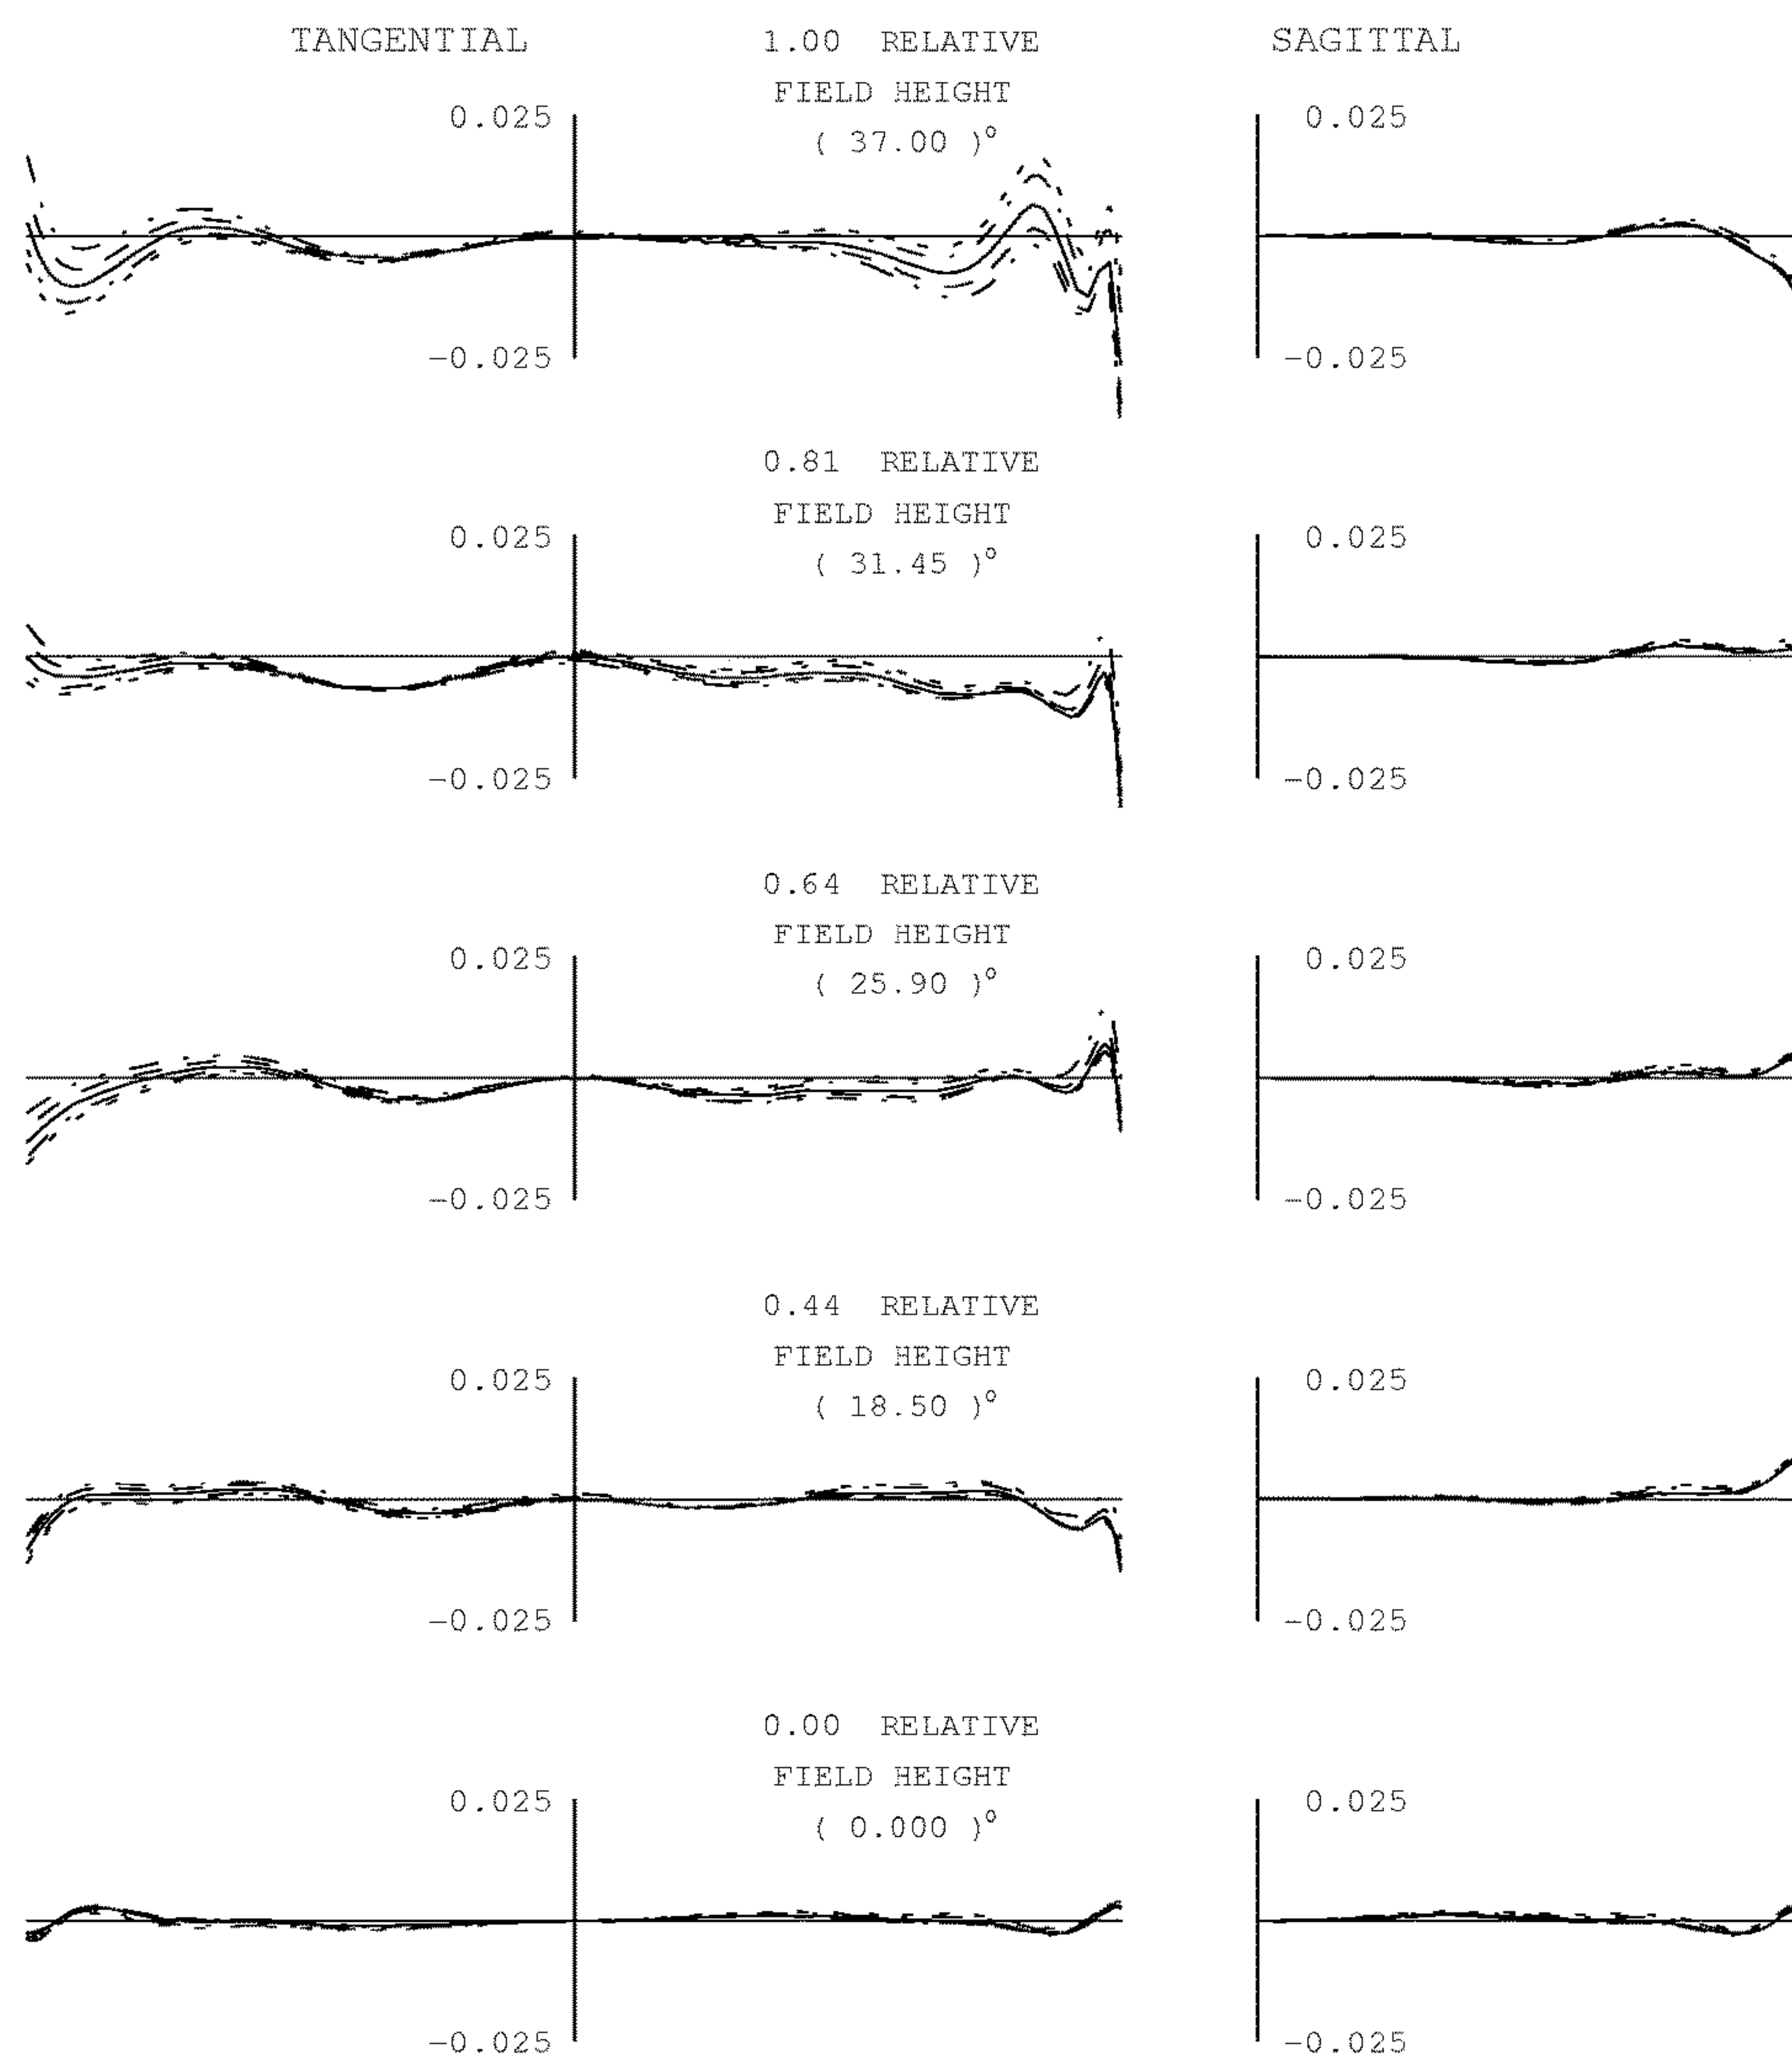 TANGENTIAL 1.00 RELATIVE SAGITTAL
FIELD HEIGHT
0.025 0.025
( 37.00 )°
−0.025 −0.025
0.81 RELATIVE
FIELD HEIGHT
0.025 0.025
( 31.45 )°
−0.025 −0.025
0.64 RELATIVE
FIELD HEIGHT
0.025 0.025
( 25.90 )°
−0.025 −0.025
0.44 RELATIVE
FIELD HEIGHT
0.025 0.025
( 18.50 )°
−0.025 −0.025
0.00 RELATIVE
FIELD HEIGHT
0.025 0.025
( 0.000 )°
−0.025 −0.025